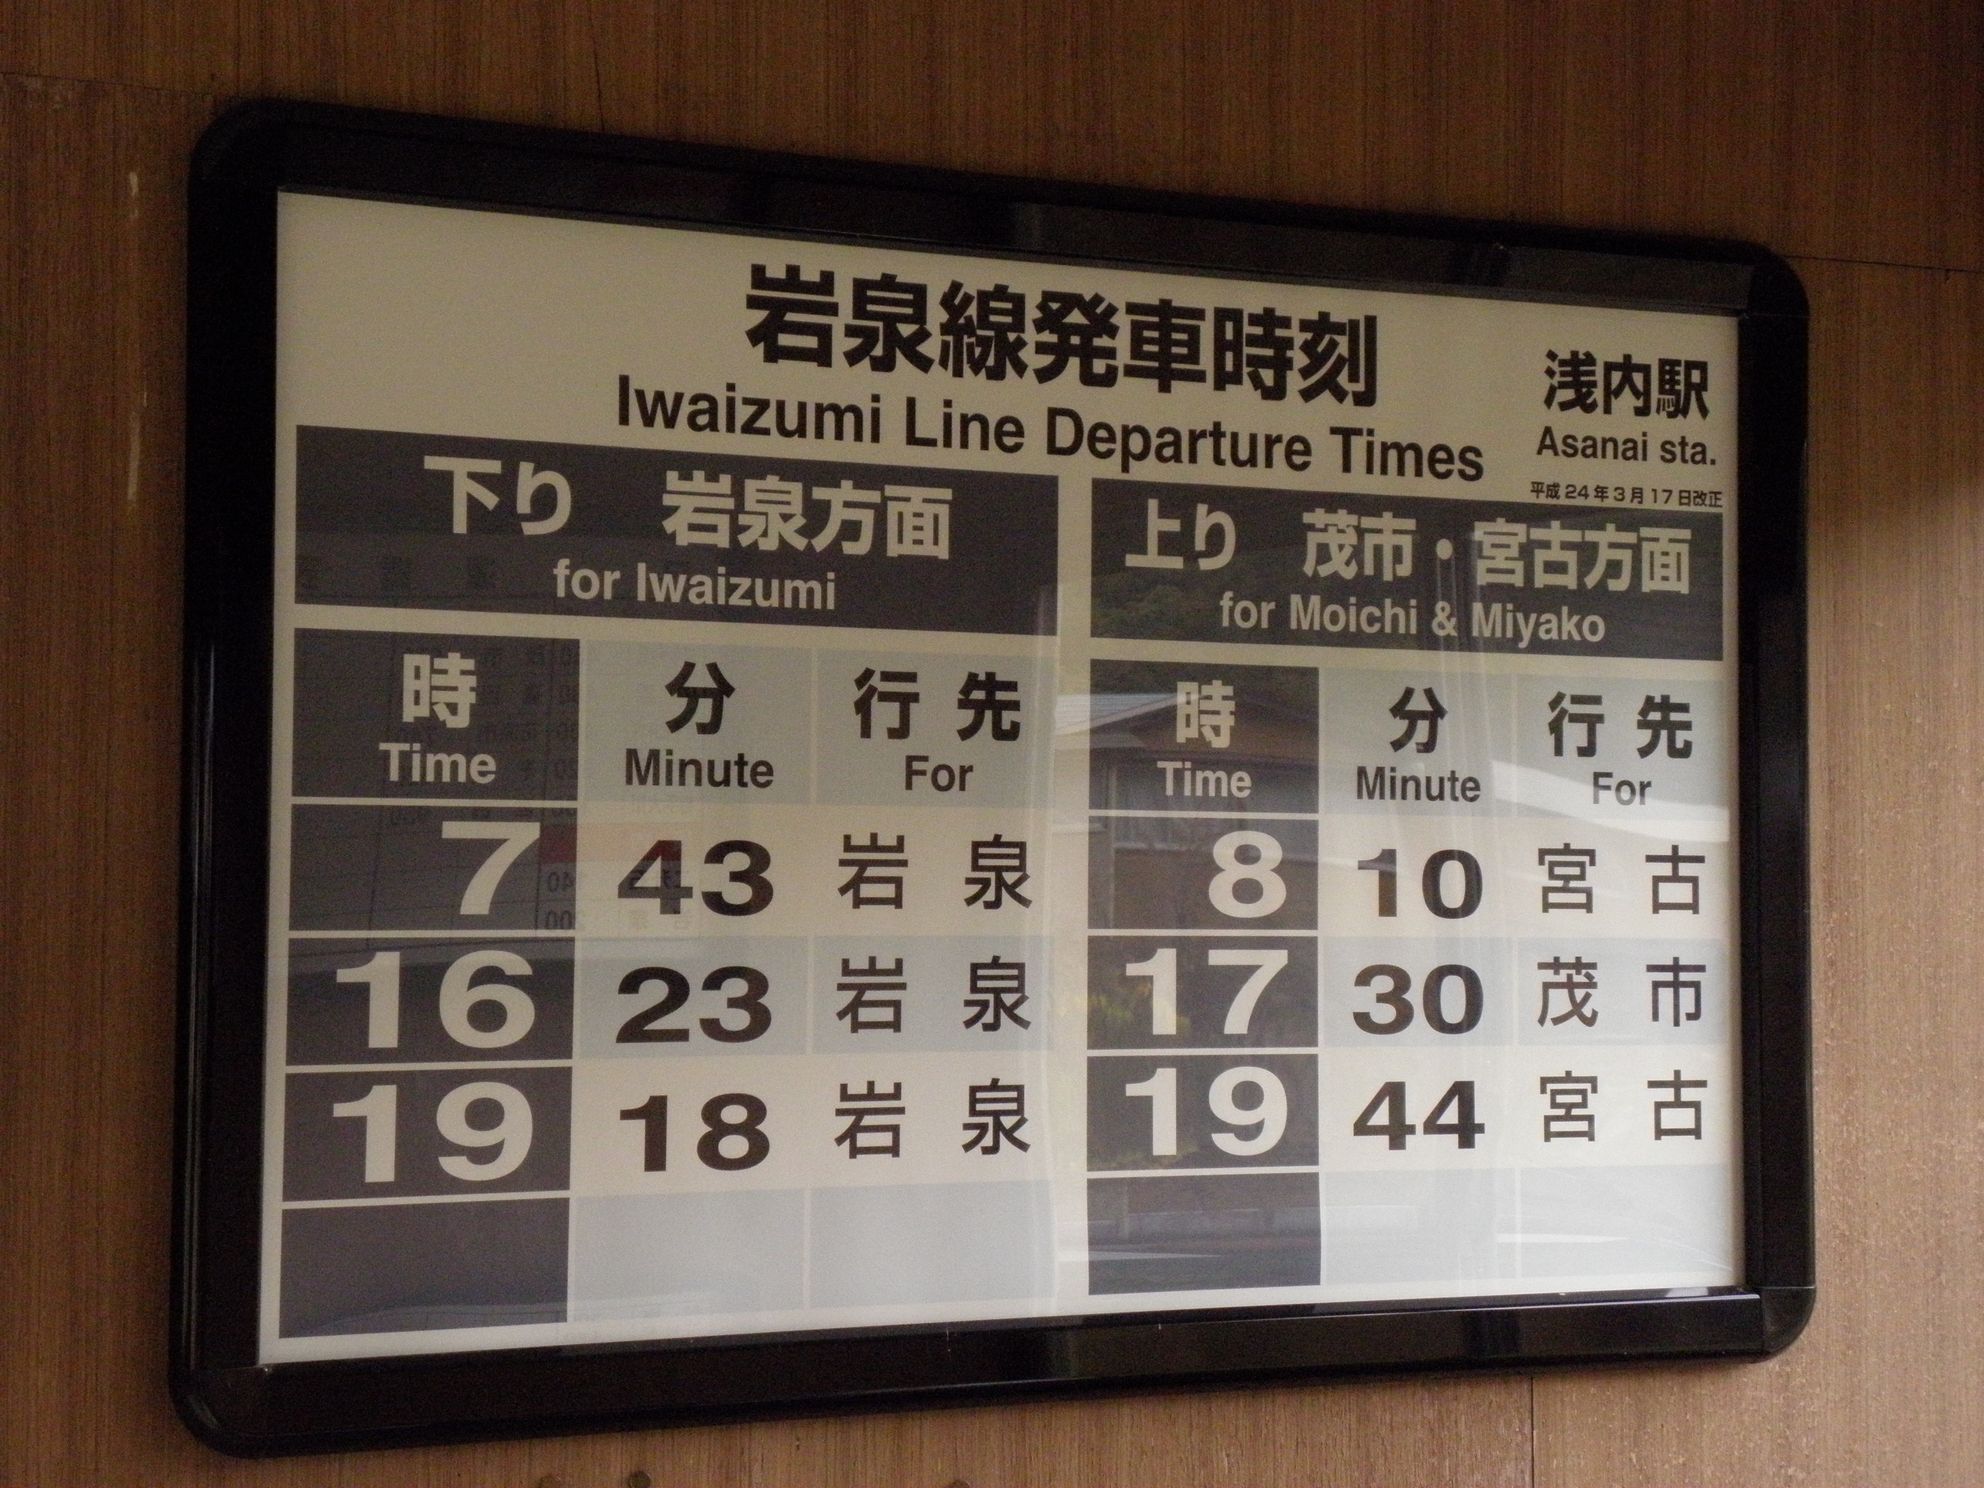 岩泉線発車時刻
Iwaizumi Line Departure Times
浅内駅
Asanai sta.
平成24年3月17日改正
下り 岩泉方面
for Iwaizumi
時 分 行先
Time Minute For
7 43 岩泉
16 23 岩泉
19 18 岩泉
上り 茂市・宮古方面
for Moichi & Miyako
時 分 行先
Time Minute For
8 10 宮古
17 30 茂市
19 44 宮古